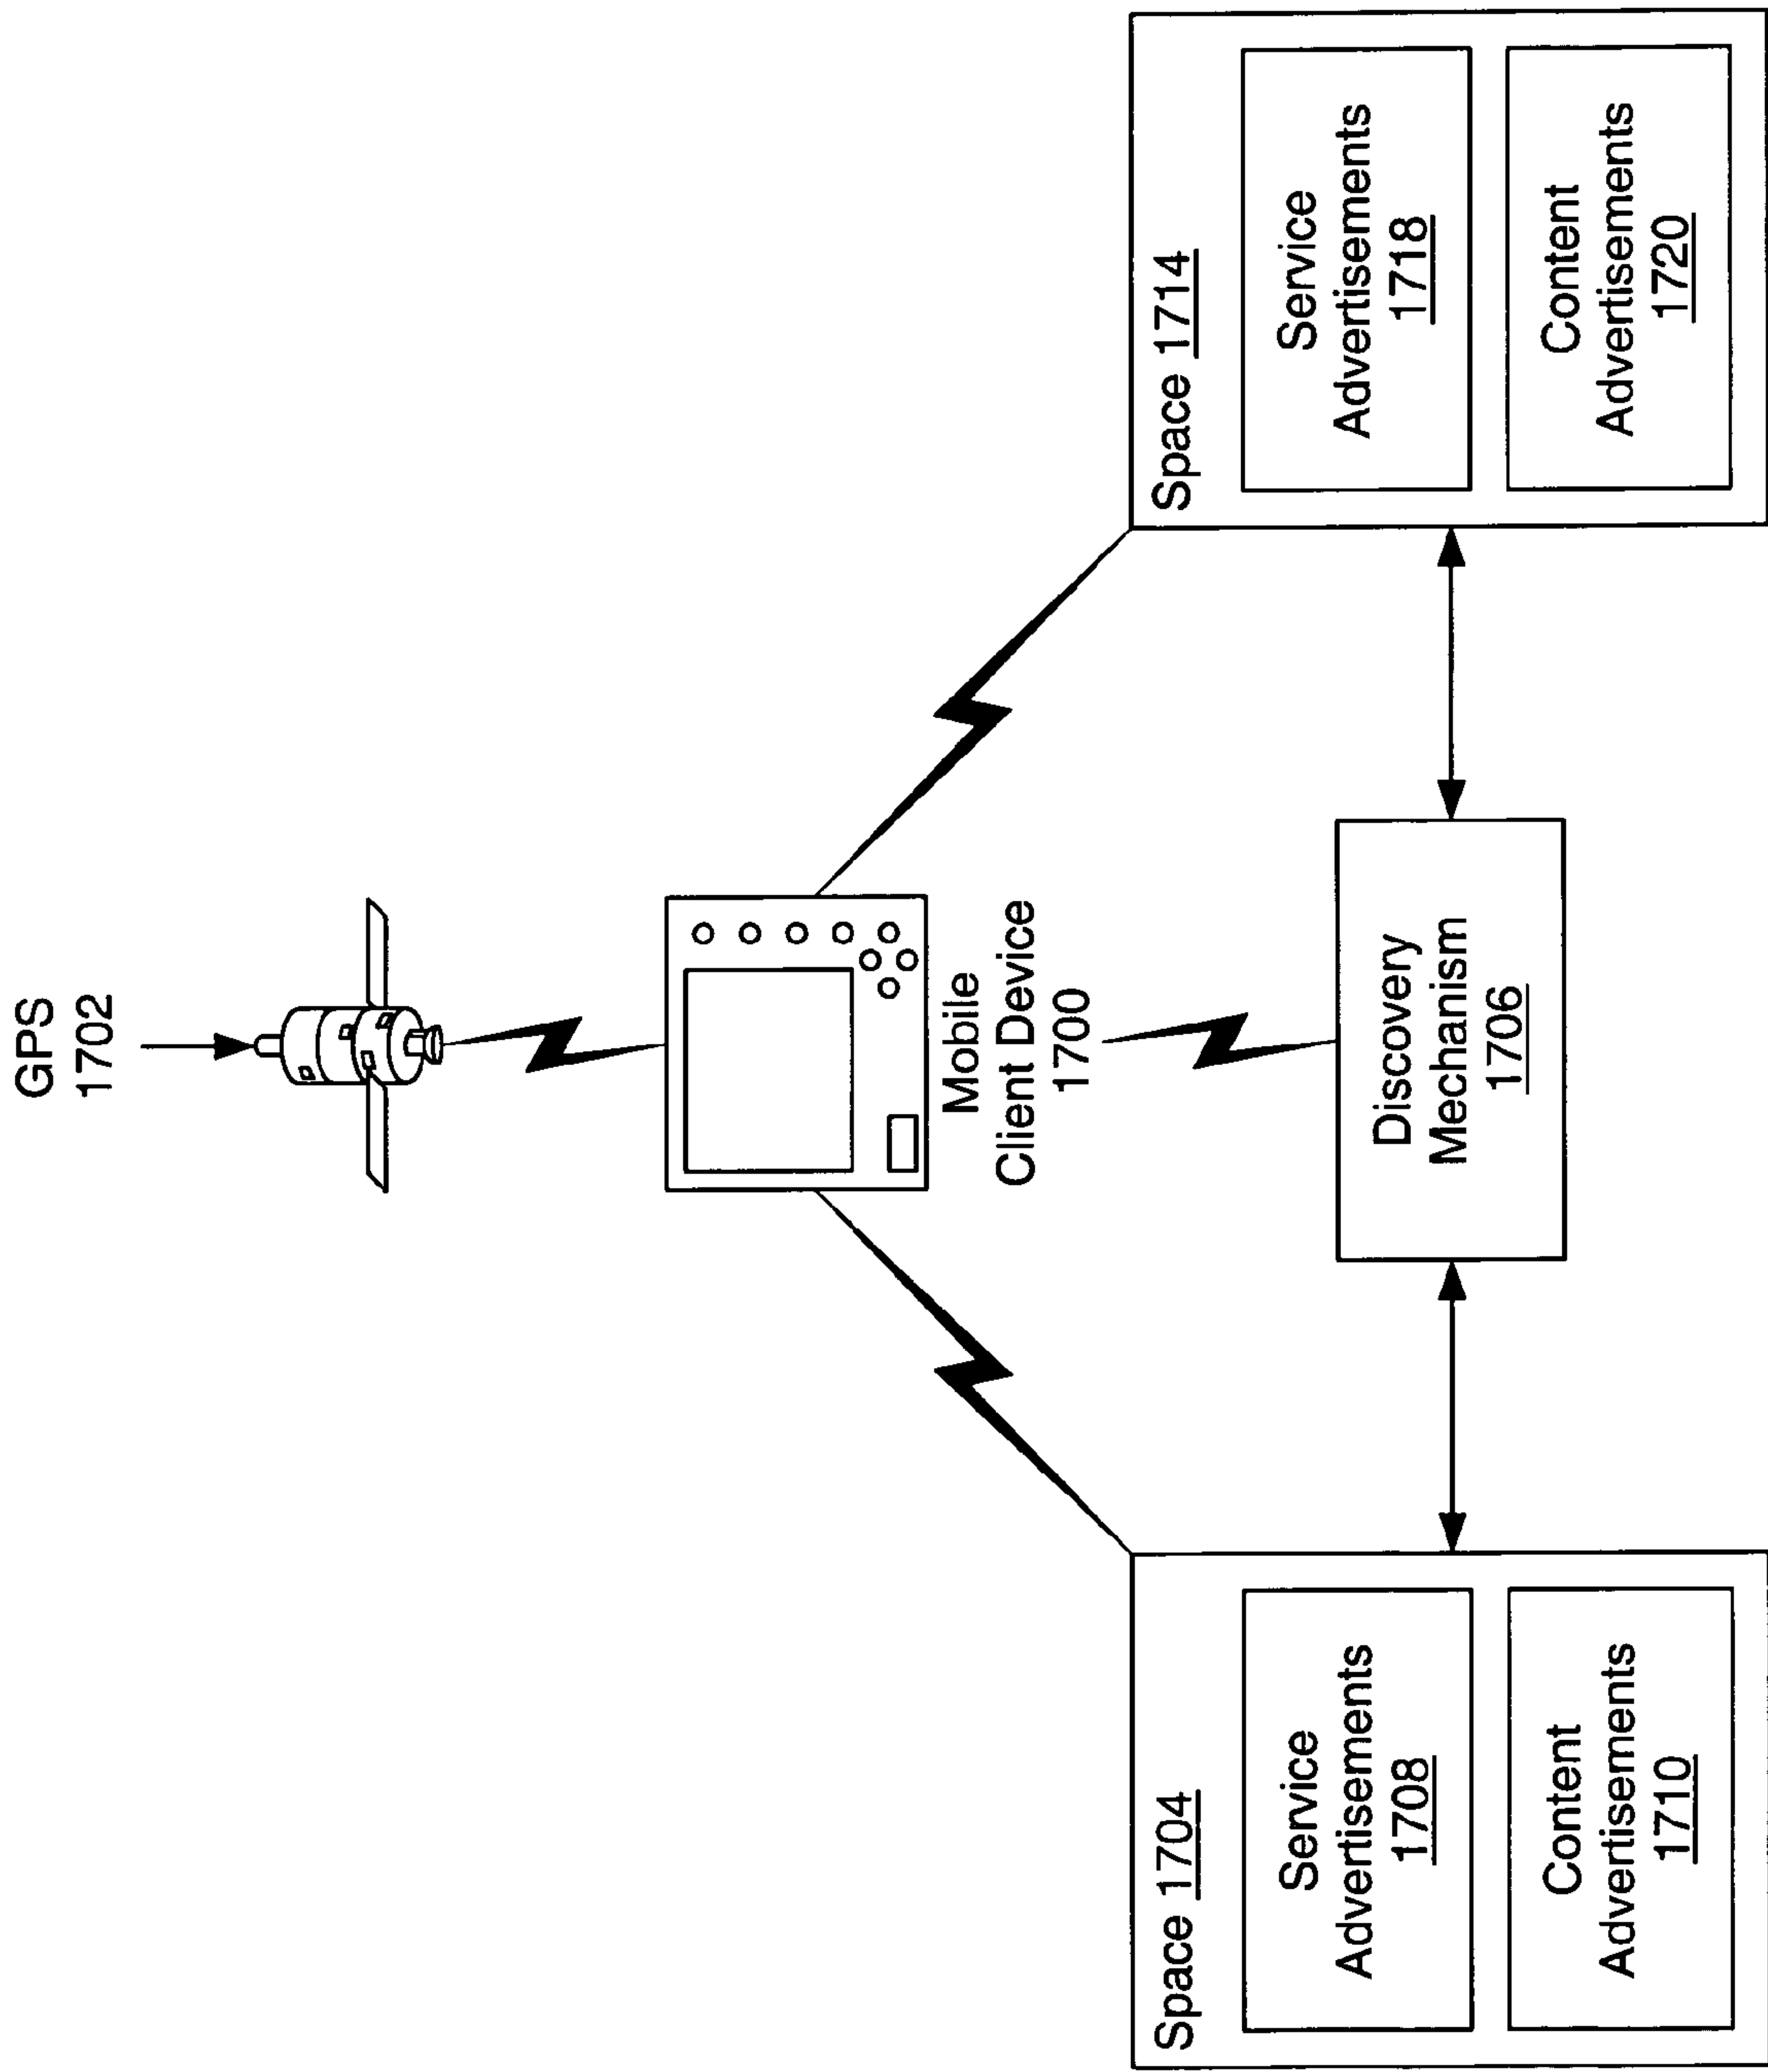 GPS
1702
Mobile
Client Device
1700
Space 1704
Service
Advertisements
1708
Content
Advertisements
1710
Discovery
Mechanism
1706
Space 1714
Service
Advertisements
1718
Content
Advertisements
1720